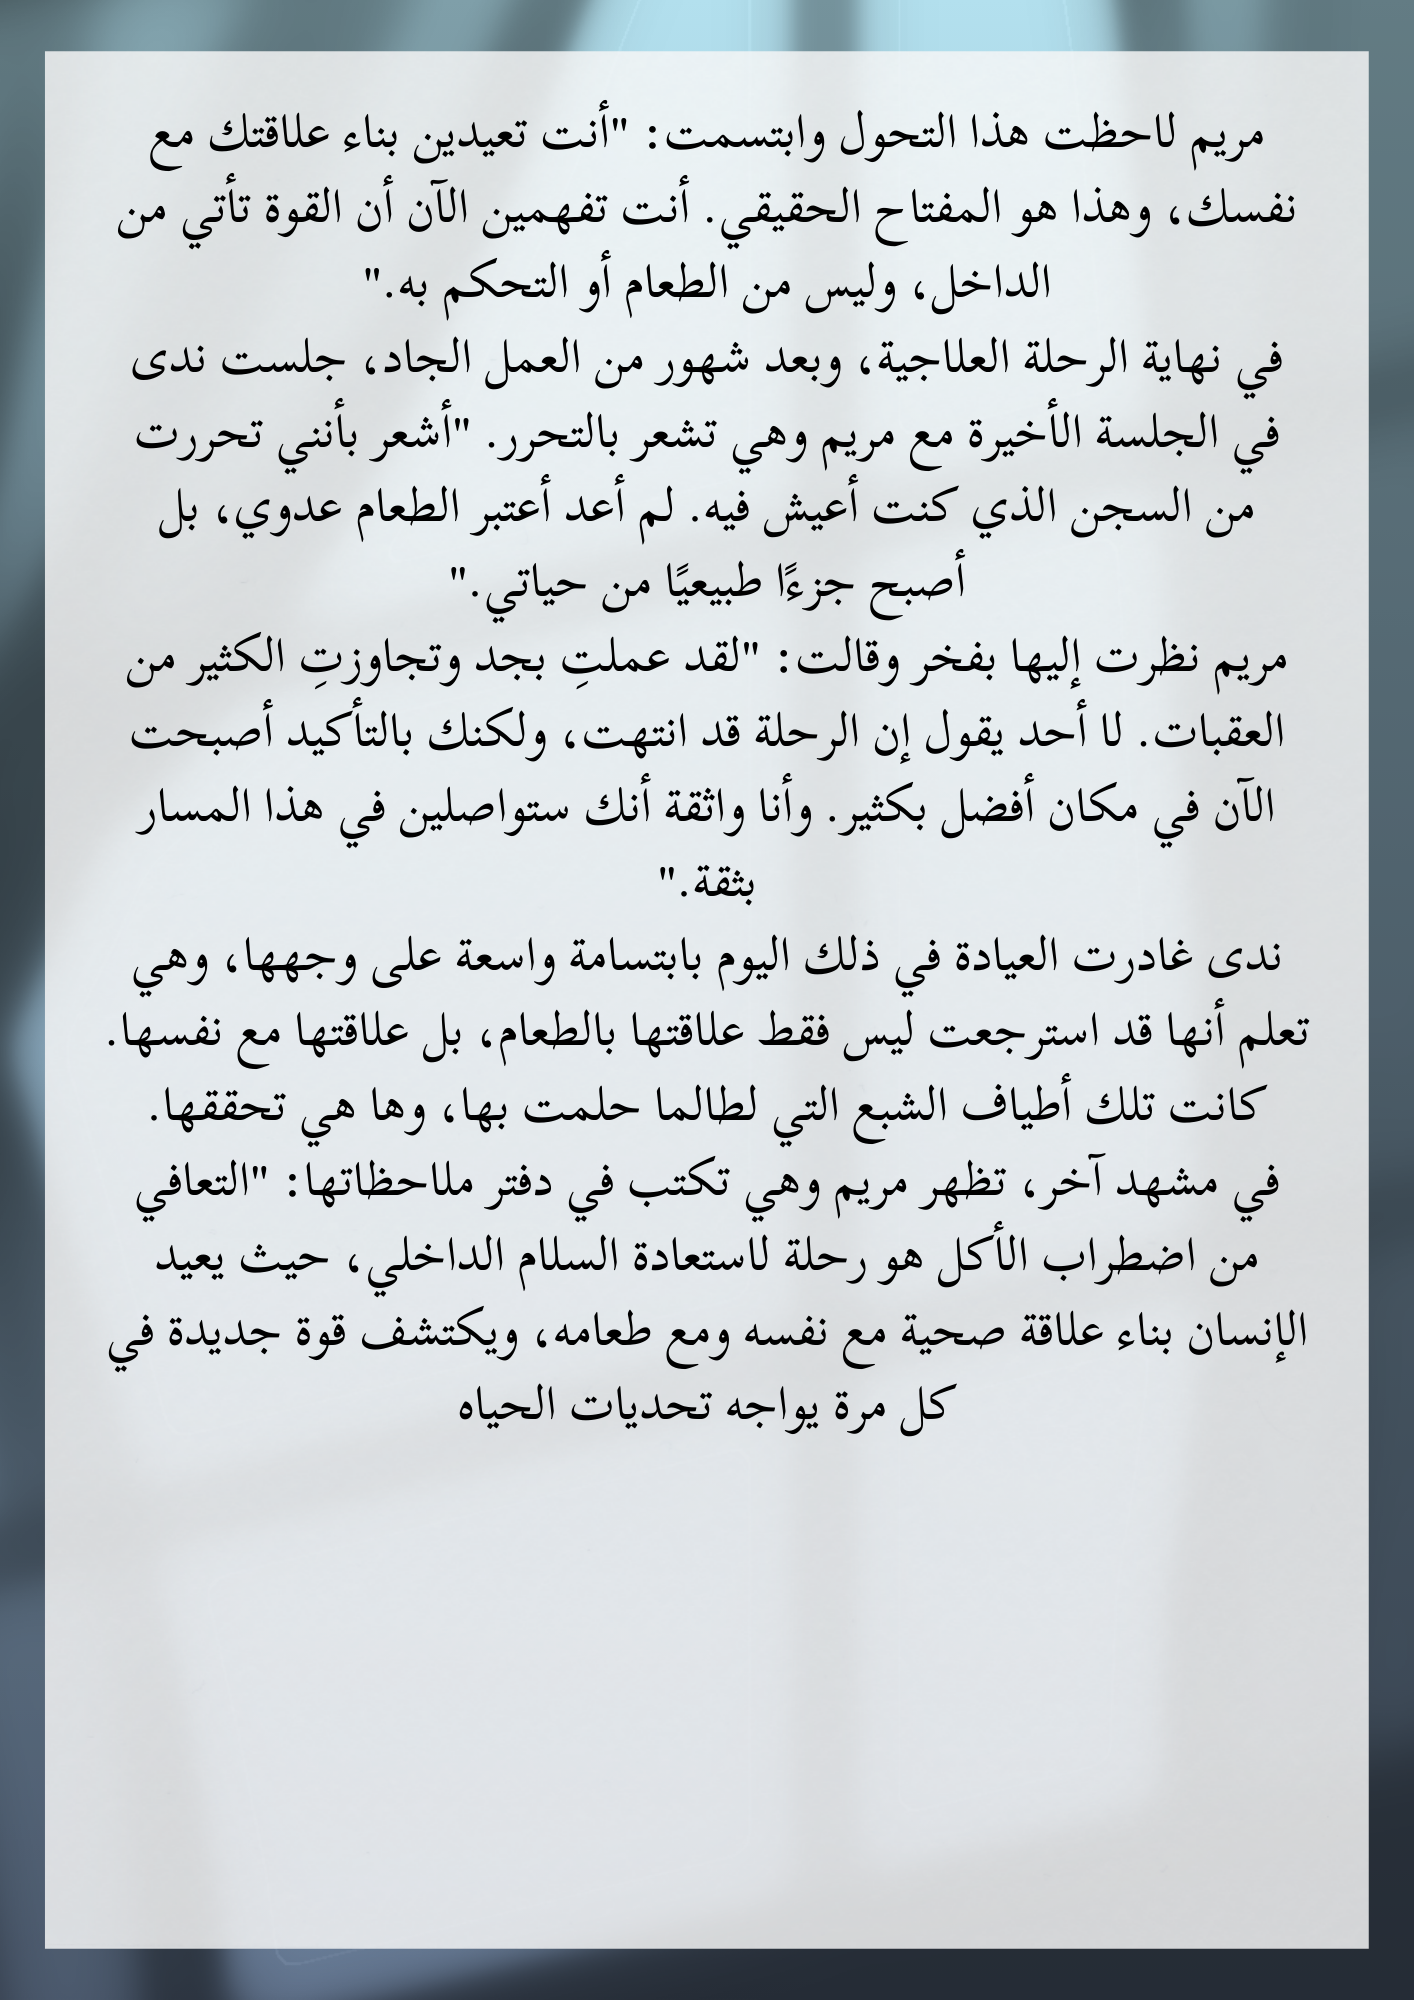 مريم لاحظت هذا التحول وابتسمت: "أنت تعيدين بناء علاقتك مع
نفسك، وهذا هو المفتاح الحقيقي. أنت تفهمين الآن أن القوة تأتي من
الداخل، وليس من الطعام أو التحكم به."
في نهاية الرحلة العلاجية، وبعد شهور من العمل الجاد، جلست ندى
في الجلسة الأخيرة مع مريم وهي تشعر بالتحرر. "أشعر بأنني تحررت
من السجن الذي كنت أعيش فيه. لم أعد أعتبر الطعام عدوي، بل
أصبح جزءًا طبيعيًا من حياتي."
مريم نظرت إليها بفخر وقالت: "لقد عملتِ بجد وتجاوزتِ الكثير من
العقبات. لا أحد يقول إن الرحلة قد انتهت، ولكنك بالتأكيد أصبحت
الآن في مكان أفضل بكثير. وأنا واثقة أنك ستواصلين في هذا المسار
بثقة."
ندى غادرت العيادة في ذلك اليوم بابتسامة واسعة على وجهها، وهي
تعلم أنها قد استرجعت ليس فقط علاقتها بالطعام، بل علاقتها مع نفسها.
كانت تلك أطياف الشبع التي لطالما حلمت بها، وها هي تحققها.
في مشهد آخر، تظهر مريم وهي تكتب في دفتر ملاحظاتها: "التعافي
من اضطراب الأكل هو رحلة لاستعادة السلام الداخلي، حيث يعيد
الإنسان بناء علاقة صحية مع نفسه ومع طعامه، ويكتشف قوة جديدة في
كل مرة يواجه تحديات الحياه